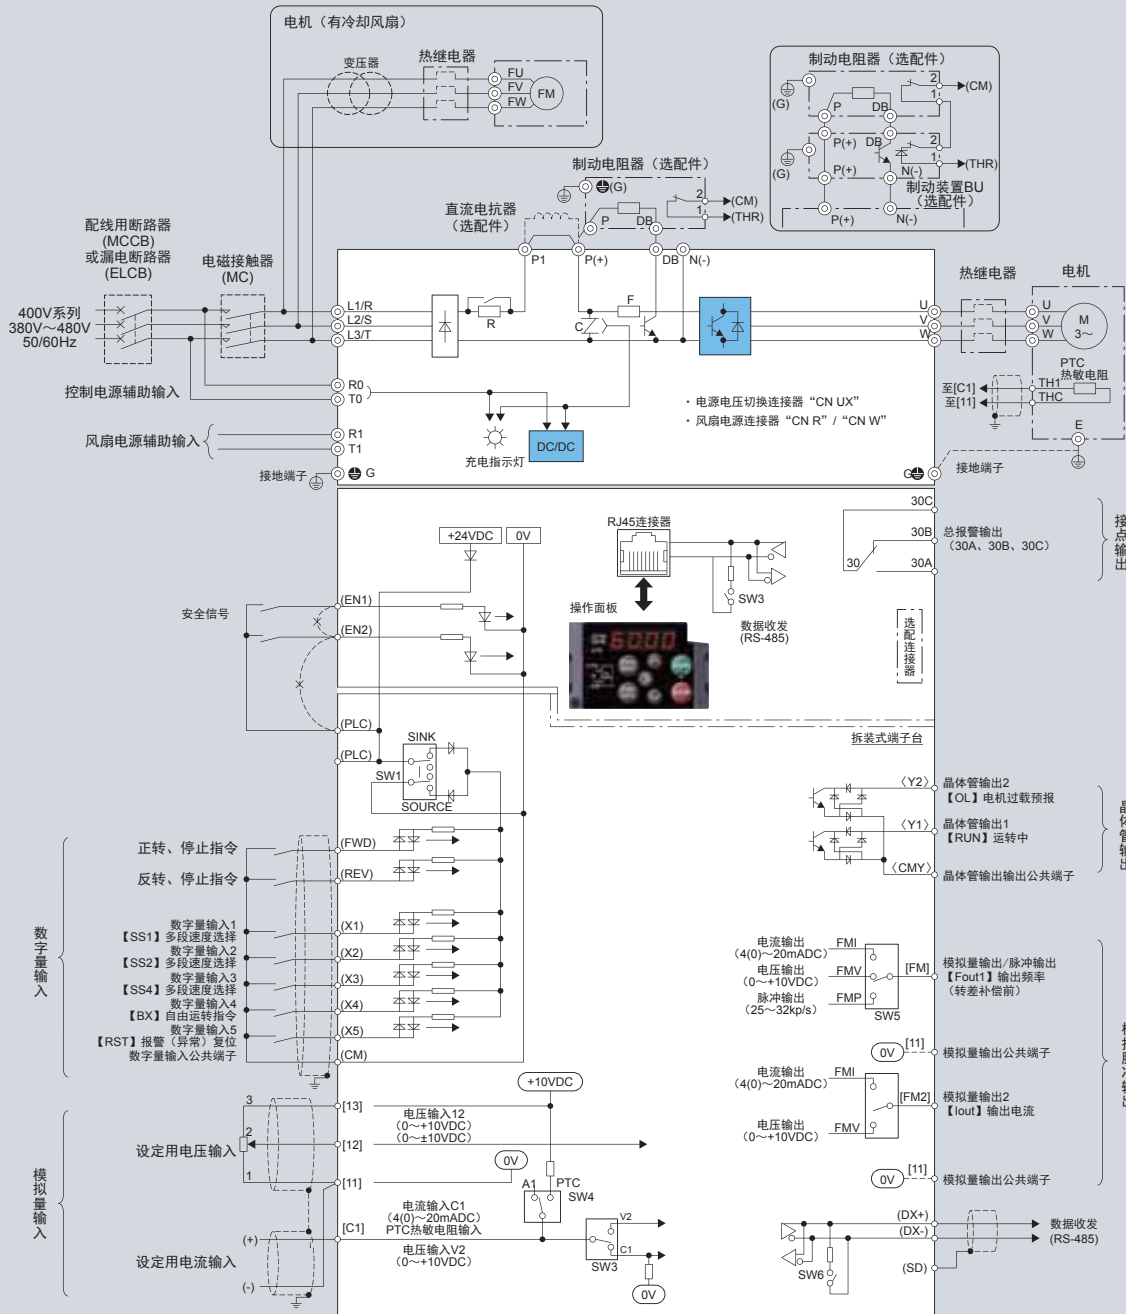 电机（有冷却风扇）
变压器
热继电器
FU
FV
FW
FM
制动电阻器（选配件）
(G)
P
DB
2
1
(CM)
P(+)
DB
2
1
(THR)
(G)
P(+)
N(-)
制动装置BU
（选配件）
P(+)
N(-)
制动电阻器（选配件）
(G)
P
DB
2
1
(CM)
(THR)
直流电抗器
（选配件）
P1
P(+)
DB
N(-)
配线用断路器
(MCCB)
或漏电断路器
(ELCB)
电磁接触器
(MC)
400V系列
380V～480V
50/60Hz
L1/R
L2/S
L3/T
R
C
F
U
V
W
热继电器
电机
U
V
W
M
3～
PTC
热敏电阻
TH1
THC
至[C1]
至[11]
E
控制电源辅助输入
R0
T0
风扇电源辅助输入
R1
T1
充电指示灯
DC/DC
・电源电压切换连接器“CN UX”
・风扇电源连接器“CN R” / “CN W”
接地端子
G
G
接地端子
+24VDC
0V
RJ45连接器
操作面板
60.00
SW3
数据收发
(RS-485)
30C
30B
30
30A
总报警输出
（30A、30B、30C）
接点输出
选配连接器
安全信号
(EN1)
(EN2)
(PLC)
(PLC)
SINK
SW1
SOURCE
拆装式端子台
〈Y2〉
晶体管输出2
【OL】电机过载预报
〈Y1〉
晶体管输出1
【RUN】运转中
〈CMY〉
晶体管输出输出公共端子
晶体管输出
数字量输入
正转、停止指令
(FWD)
反转、停止指令
(REV)
数字量输入1
【SS1】多段速度选择
(X1)
数字量输入2
【SS2】多段速度选择
(X2)
数字量输入3
【SS4】多段速度选择
(X3)
数字量输入4
【BX】自由运转指令
(X4)
数字量输入5
【RST】报警（异常）复位
(X5)
数字量输入公共端子
(CM)
电流输出
（4(0)～20mADC）
FMI
电压输出
（0～+10VDC）
FMV
脉冲输出
（25～32kp/s）
FMP
SW5
[FM]
模拟量输出/脉冲输出
【Fout1】输出频率
（转差补偿前）
0V
[11]
模拟量输出公共端子
电流输出
（4(0)～20mADC）
FMI
电压输出
（0～+10VDC）
FMV
[FM2]
模拟量输出2
【Iout】输出电流
0V
[11]
模拟量输出公共端子
模拟量输入
设定用电压输入
3
2
1
[13]
[12]
[11]
+10VDC
电压输入12
（0～+10VDC）
（0～±10VDC）
0V
A1
PTC
SW4
设定用电流输入
(+)
(-)
[C1]
电流输入C1
（4(0)～20mADC）
PTC热敏电阻输入
电压输入V2
（0～+10VDC）
V2
C1
SW3
0V
(DX+)
(DX-)
(SD)
SW6
数据收发
(RS-485)